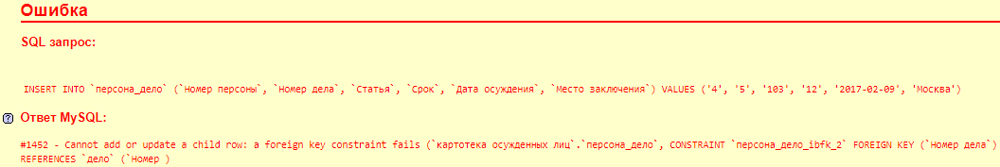 Ошибка
SQL запрос:
INSERT INTO `персона_дело` (`Номер персоны`, `Номер дела`, `Статья`, `Срок`, `Дата осуждения`, `Место заключения`) VALUES ('4', '5', '103', '12', '2017-02-09', 'Москва')
Ответ MySQL:
#1452 - Cannot add or update a child row: a foreign key constraint fails (`картотека осужденных лиц`.`персона_дело`, CONSTRAINT `персона_дело_ibfk_2` FOREIGN KEY (`Номер дела`)
REFERENCES `дело` (`Номер )